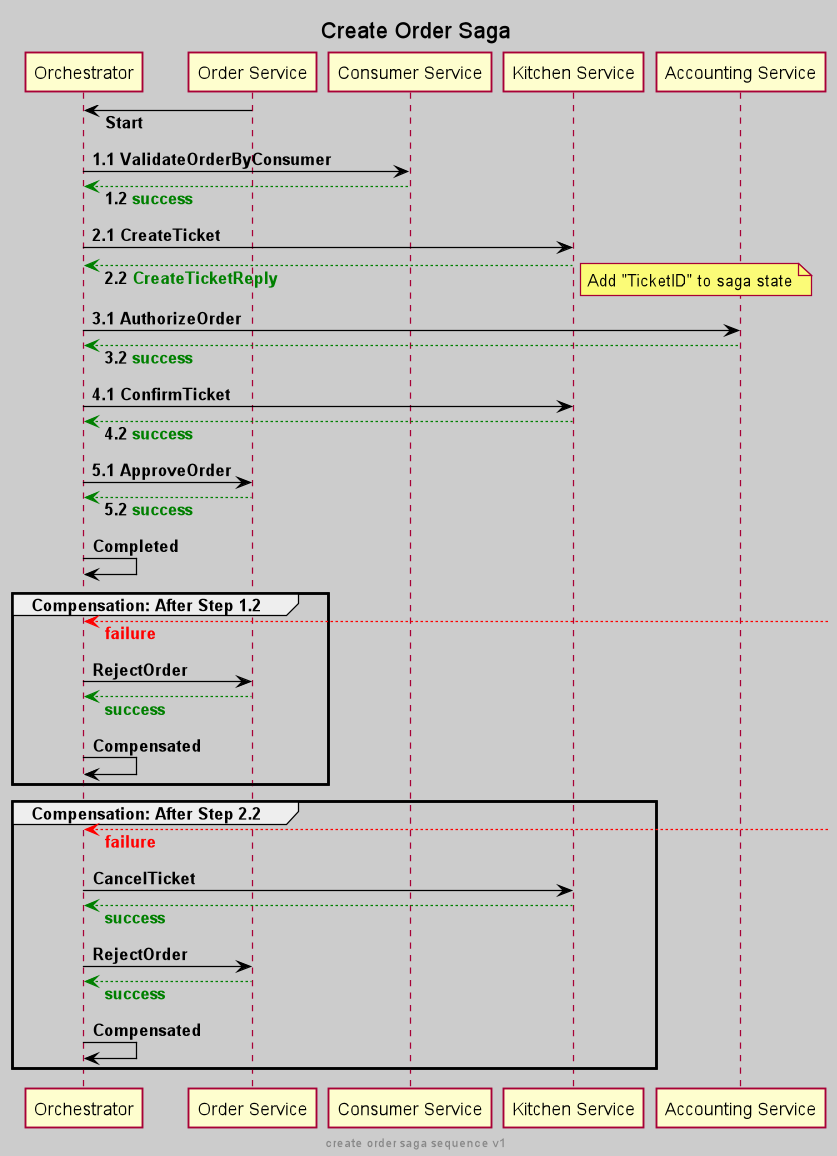 Create Order Saga
Orchestrator Order Service Consumer Service Kitchen Service Accounting Service
Start
1.1 ValidateOrderByConsumer
1.2 success
2.1 CreateTicket
2.2 CreateTicketReply
Add "TicketID" to saga state
3.1 AuthorizeOrder
3.2 success
4.1 ConfirmTicket
4.2 success
5.1 ApproveOrder
5.2 success
Completed
Compensation: After Step 1.2
failure
RejectOrder
success
Compensated
Compensation: After Step 2.2
failure
CancelTicket
success
RejectOrder
success
Compensated
Orchestrator Order Service Consumer Service Kitchen Service Accounting Service
create order saga sequence v1